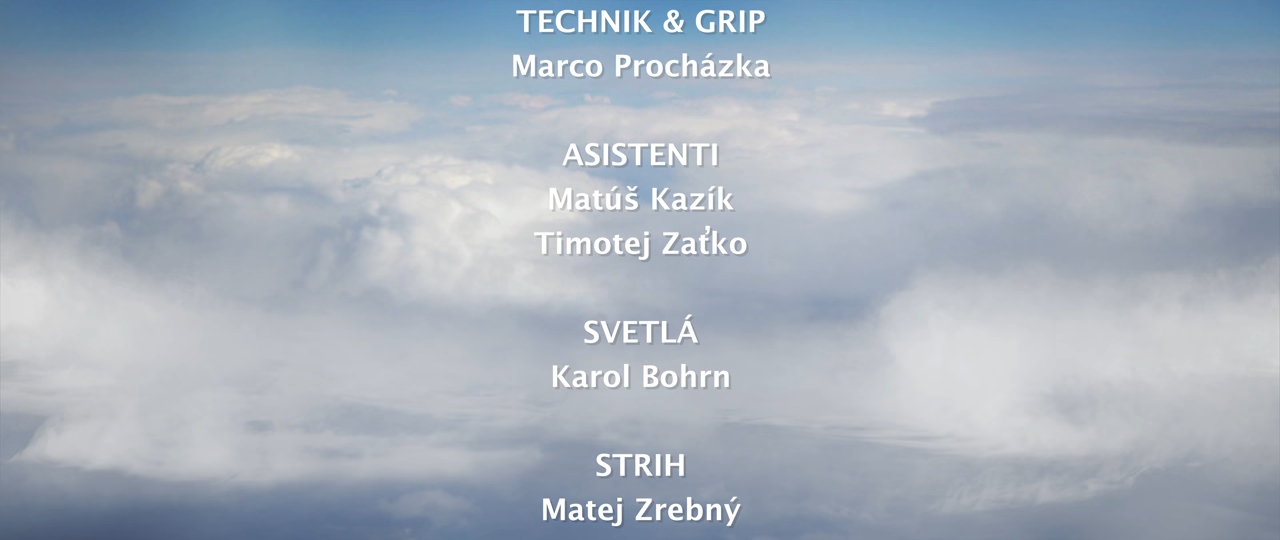 TECHNIK & GRIP
Marco Procházka
ASISTENTI
Matúš Kazík
Timotej Zaťko
SVETLÁ
Karol Bohrn
STRIH
Matej Zrebný